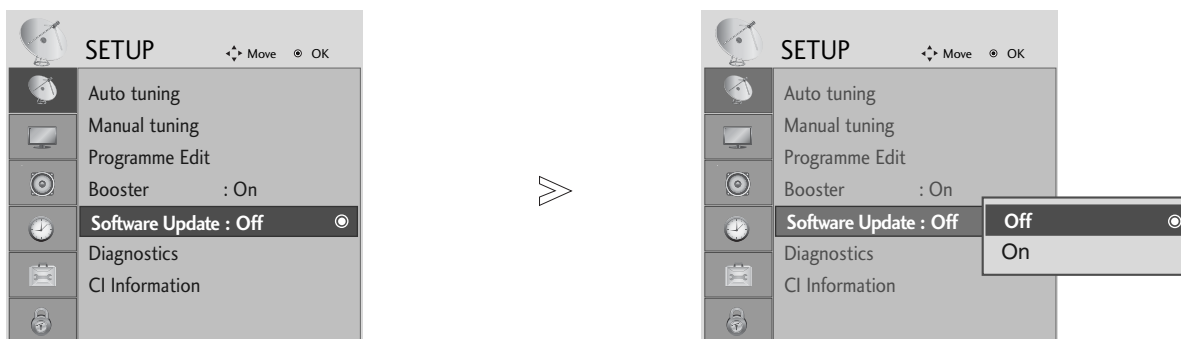 SETUP Move OK
Auto tuning
Manual tuning
Programme Edit
Booster : On
Software Update : Off
Diagnostics
CI Information
SETUP Move OK
Auto tuning
Manual tuning
Programme Edit
Booster : On
Software Update : Off
Off
On
Diagnostics
CI Information